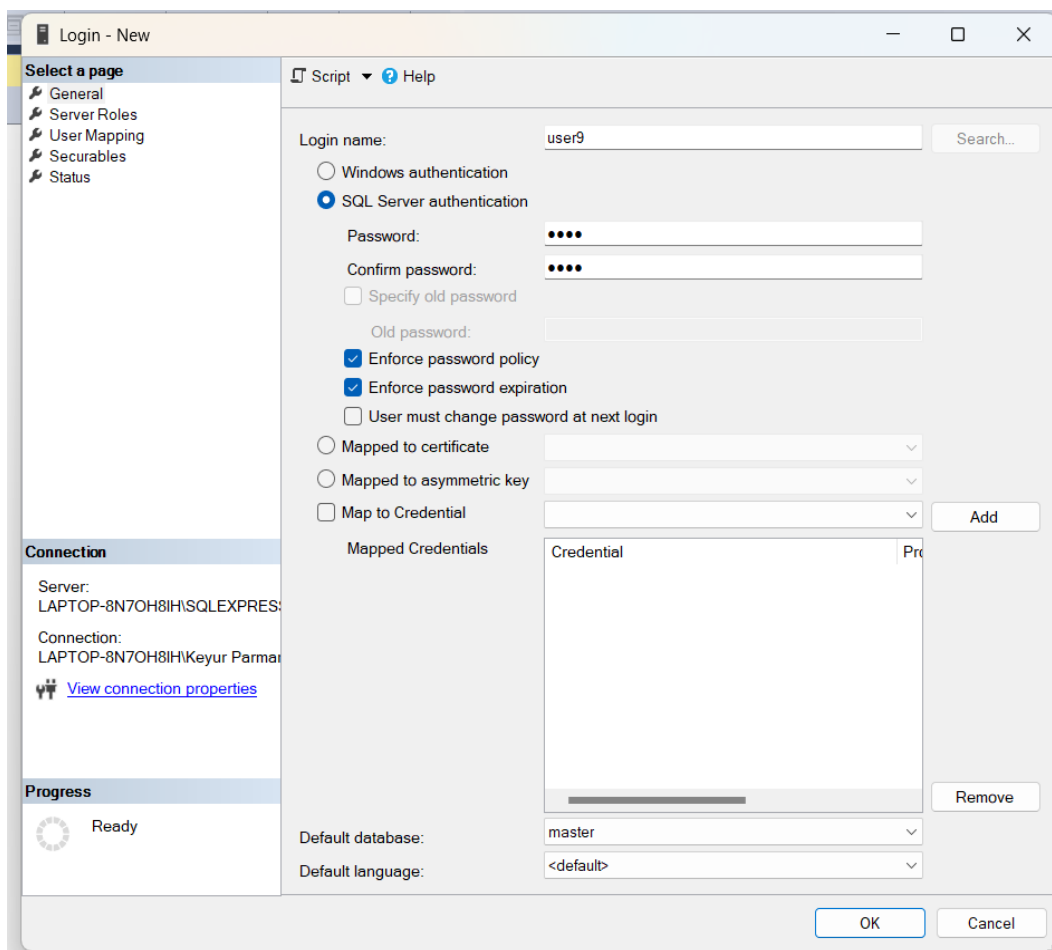 Login - New
Select a page
General
Server Roles
User Mapping
Securables
Status
Script
Help
Login name:
user9
Search...
Windows authentication
SQL Server authentication
Password:
••••
Confirm password:
••••
Specify old password
Old password:
Enforce password policy
Enforce password expiration
User must change password at next login
Mapped to certificate
Mapped to asymmetric key
Map to Credential
Add
Mapped Credentials
Credential
Pro
Remove
Default database:
master
Default language:
<default>
Connection
Server:
LAPTOP-8N7OH8IH\SQLEXPRES
Connection:
LAPTOP-8N7OH8IH\Keyur Parmar
View connection properties
Progress
Ready
OK
Cancel